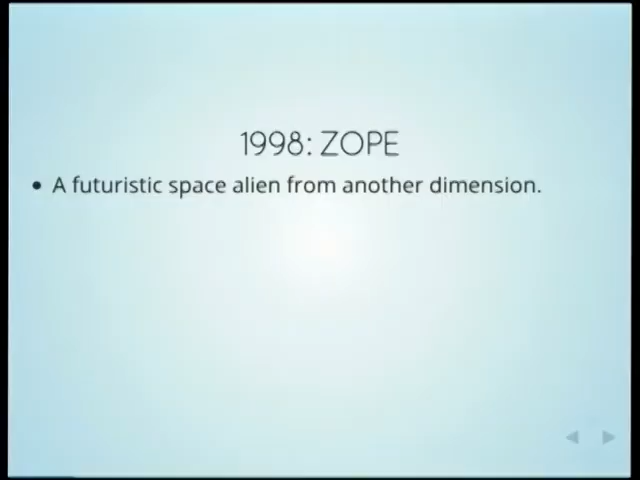 1998: ZOPE
• A futuristic space alien from another dimension.